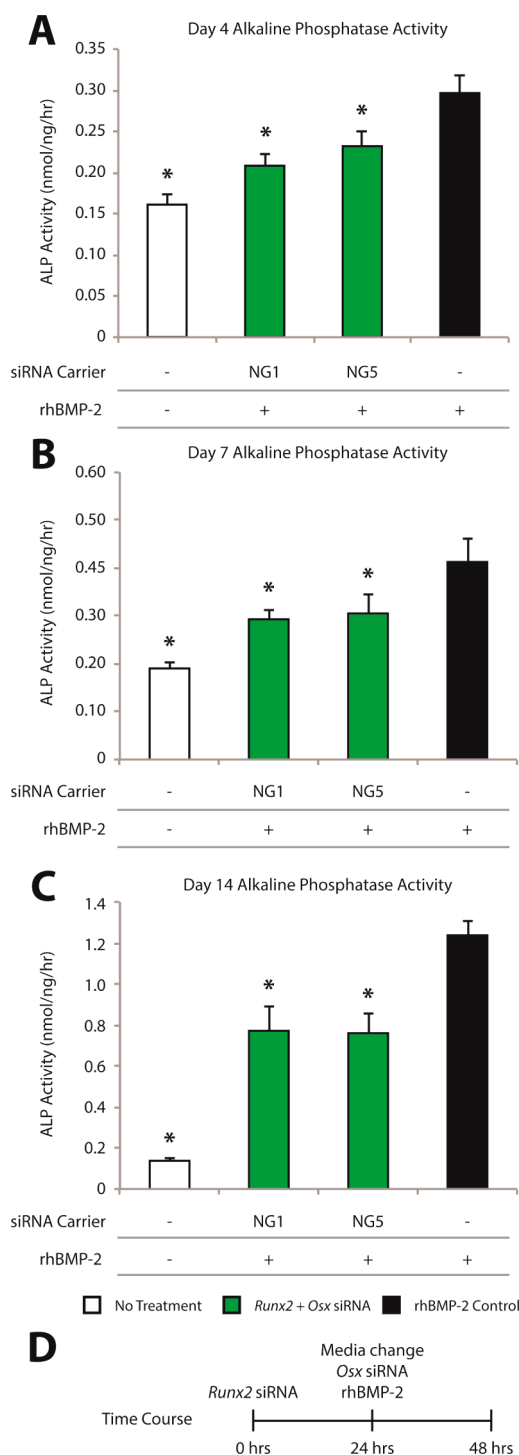 A
Day 4 Alkaline Phosphatase Activity
ALP Activity (nmol/ng/hr)
0.35
0.30
0.25
0.20
0.15
0.10
0.05
0
* * *
siRNA Carrier - NG1 NG5 -
rhBMP-2 - + + +
B
Day 7 Alkaline Phosphatase Activity
ALP Activity (nmol/ng/hr)
0.60
0.50
0.45
0.30
0.20
0.10
0
* * *
siRNA Carrier - NG1 NG5 -
rhBMP-2 - + + +
C
Day 14 Alkaline Phosphatase Activity
ALP Activity (nmol/ng/hr)
1.4
1.2
1.0
0.8
0.6
0.4
0.2
0
* * *
siRNA Carrier - NG1 NG5 -
rhBMP-2 - + + +
No Treatment Runx2 + Osx siRNA rhBMP-2 Control
D
Media change
Osx siRNA
Runx2 siRNA rhBMP-2
Time Course
0 hrs 24 hrs 48 hrs